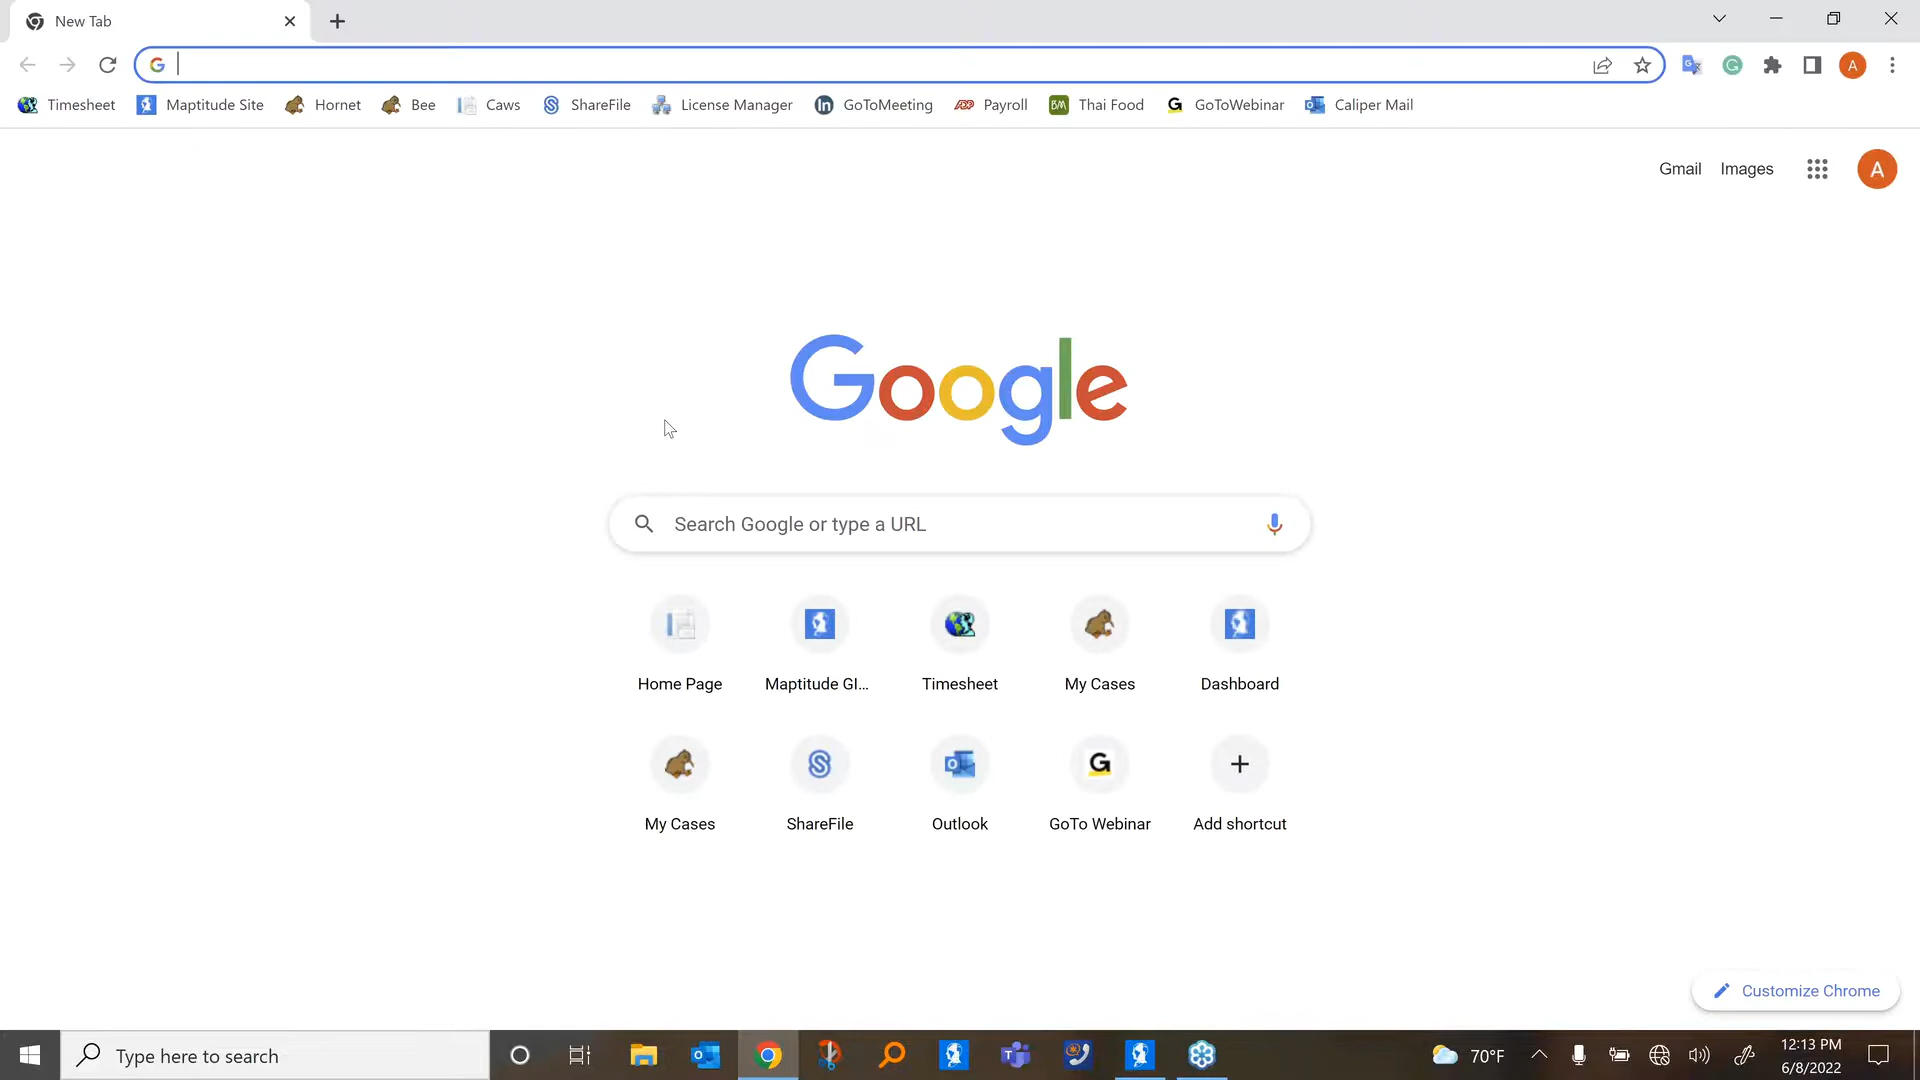 New Tab
Timesheet Maptitude Site Hornet Bee Caws ShareFile License Manager GoToMeeting Payroll Thai Food GoToWebinar Caliper Mail
Gmail Images A
Google
Search Google or type a URL
Home Page Maptitude GI... Timesheet My Cases Dashboard
My Cases ShareFile Outlook GoTo Webinar Add shortcut
Customize Chrome
Type here to search
70°F
12:13 PM
6/8/2022